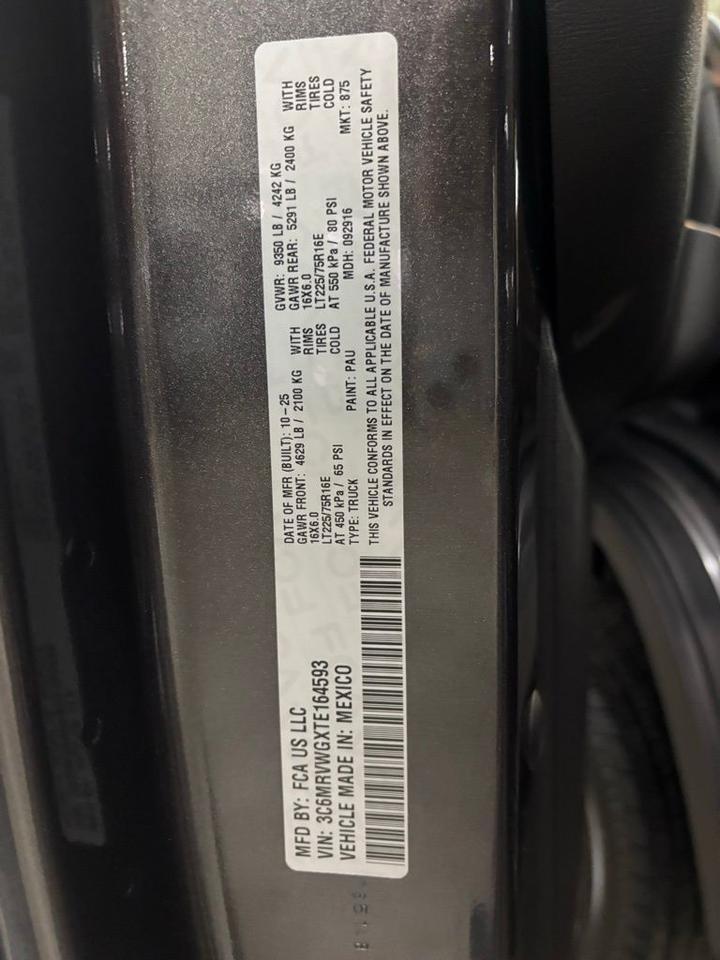 MFD BY: FCA US LLC
VIN: 3C6MRVWGXTE164593
VEHICLE MADE IN: MEXICO
DATE OF MFR (BUILT): 10-25 GVWR: 9350 LB / 4242 KG
GAWR FRONT: 4629 LB / 2100 KG WITH GAWR REAR: 5291 LB / 2400 KG WITH
16X6.0 RIMS 16X6.0 RIMS
LT225/75R16E TIRES LT225/75R16E TIRES
AT 450 kPa / 65 PSI COLD AT 550 kPa / 80 PSI COLD
TYPE: TRUCK PAINT: PAU MDH: 092916 MKT: 875
THIS VEHICLE CONFORMS TO ALL APPLICABLE U.S.A. FEDERAL MOTOR VEHICLE SAFETY
STANDARDS IN EFFECT ON THE DATE OF MANUFACTURE SHOWN ABOVE.